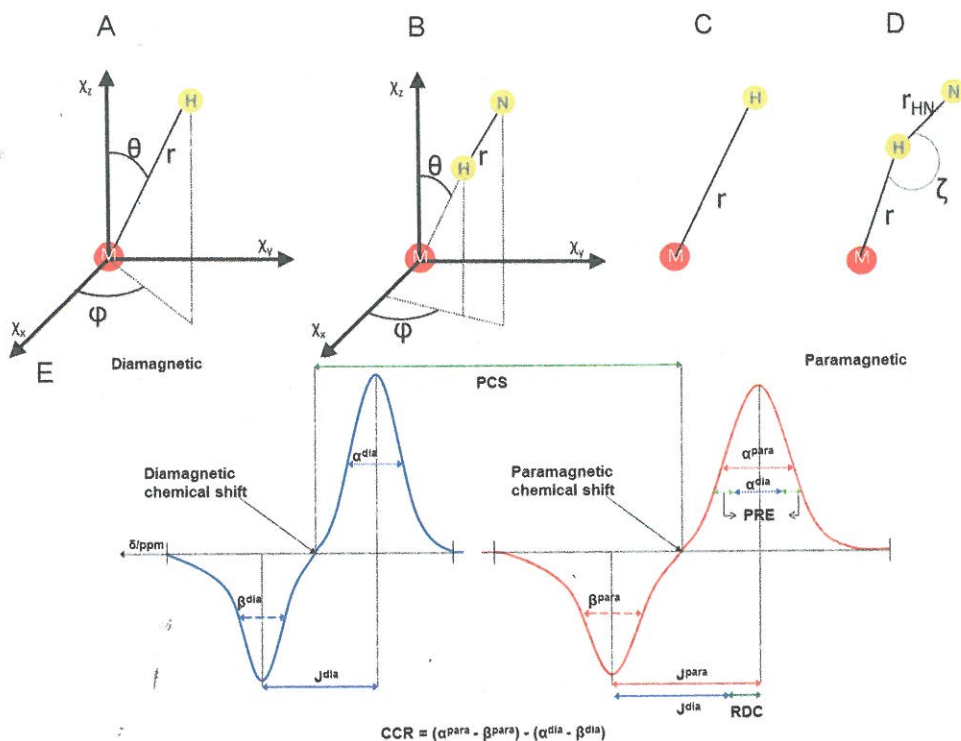 A B C D
χz H θ r M χy φ χx
χz N r θ H M χy φ χx
H r M
N rHN H ζ r M
E
Diamagnetic
Paramagnetic
PCS
αdia
αpara
Diamagnetic
chemical shift
Paramagnetic
chemical shift
αdia
PRE
δ/ppm
βdia
βpara
Jdia
Jpara
Jdia RDC
CCR = (αpara - βpara) - (αdia - βdia)